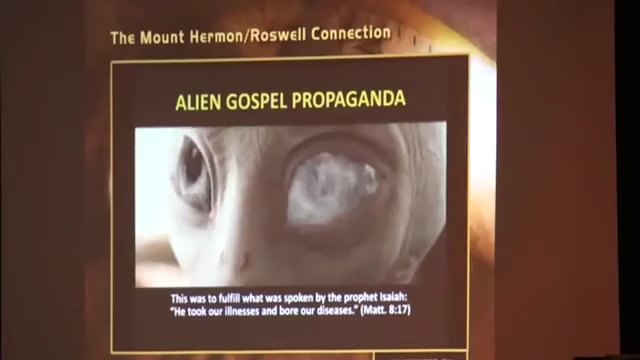 The Mount Hermon/Roswell Connection
ALIEN GOSPEL PROPAGANDA
This was to fulfill what was spoken by the prophet Isaiah:
"He took our illnesses and bore our diseases." (Matt. 8:17)